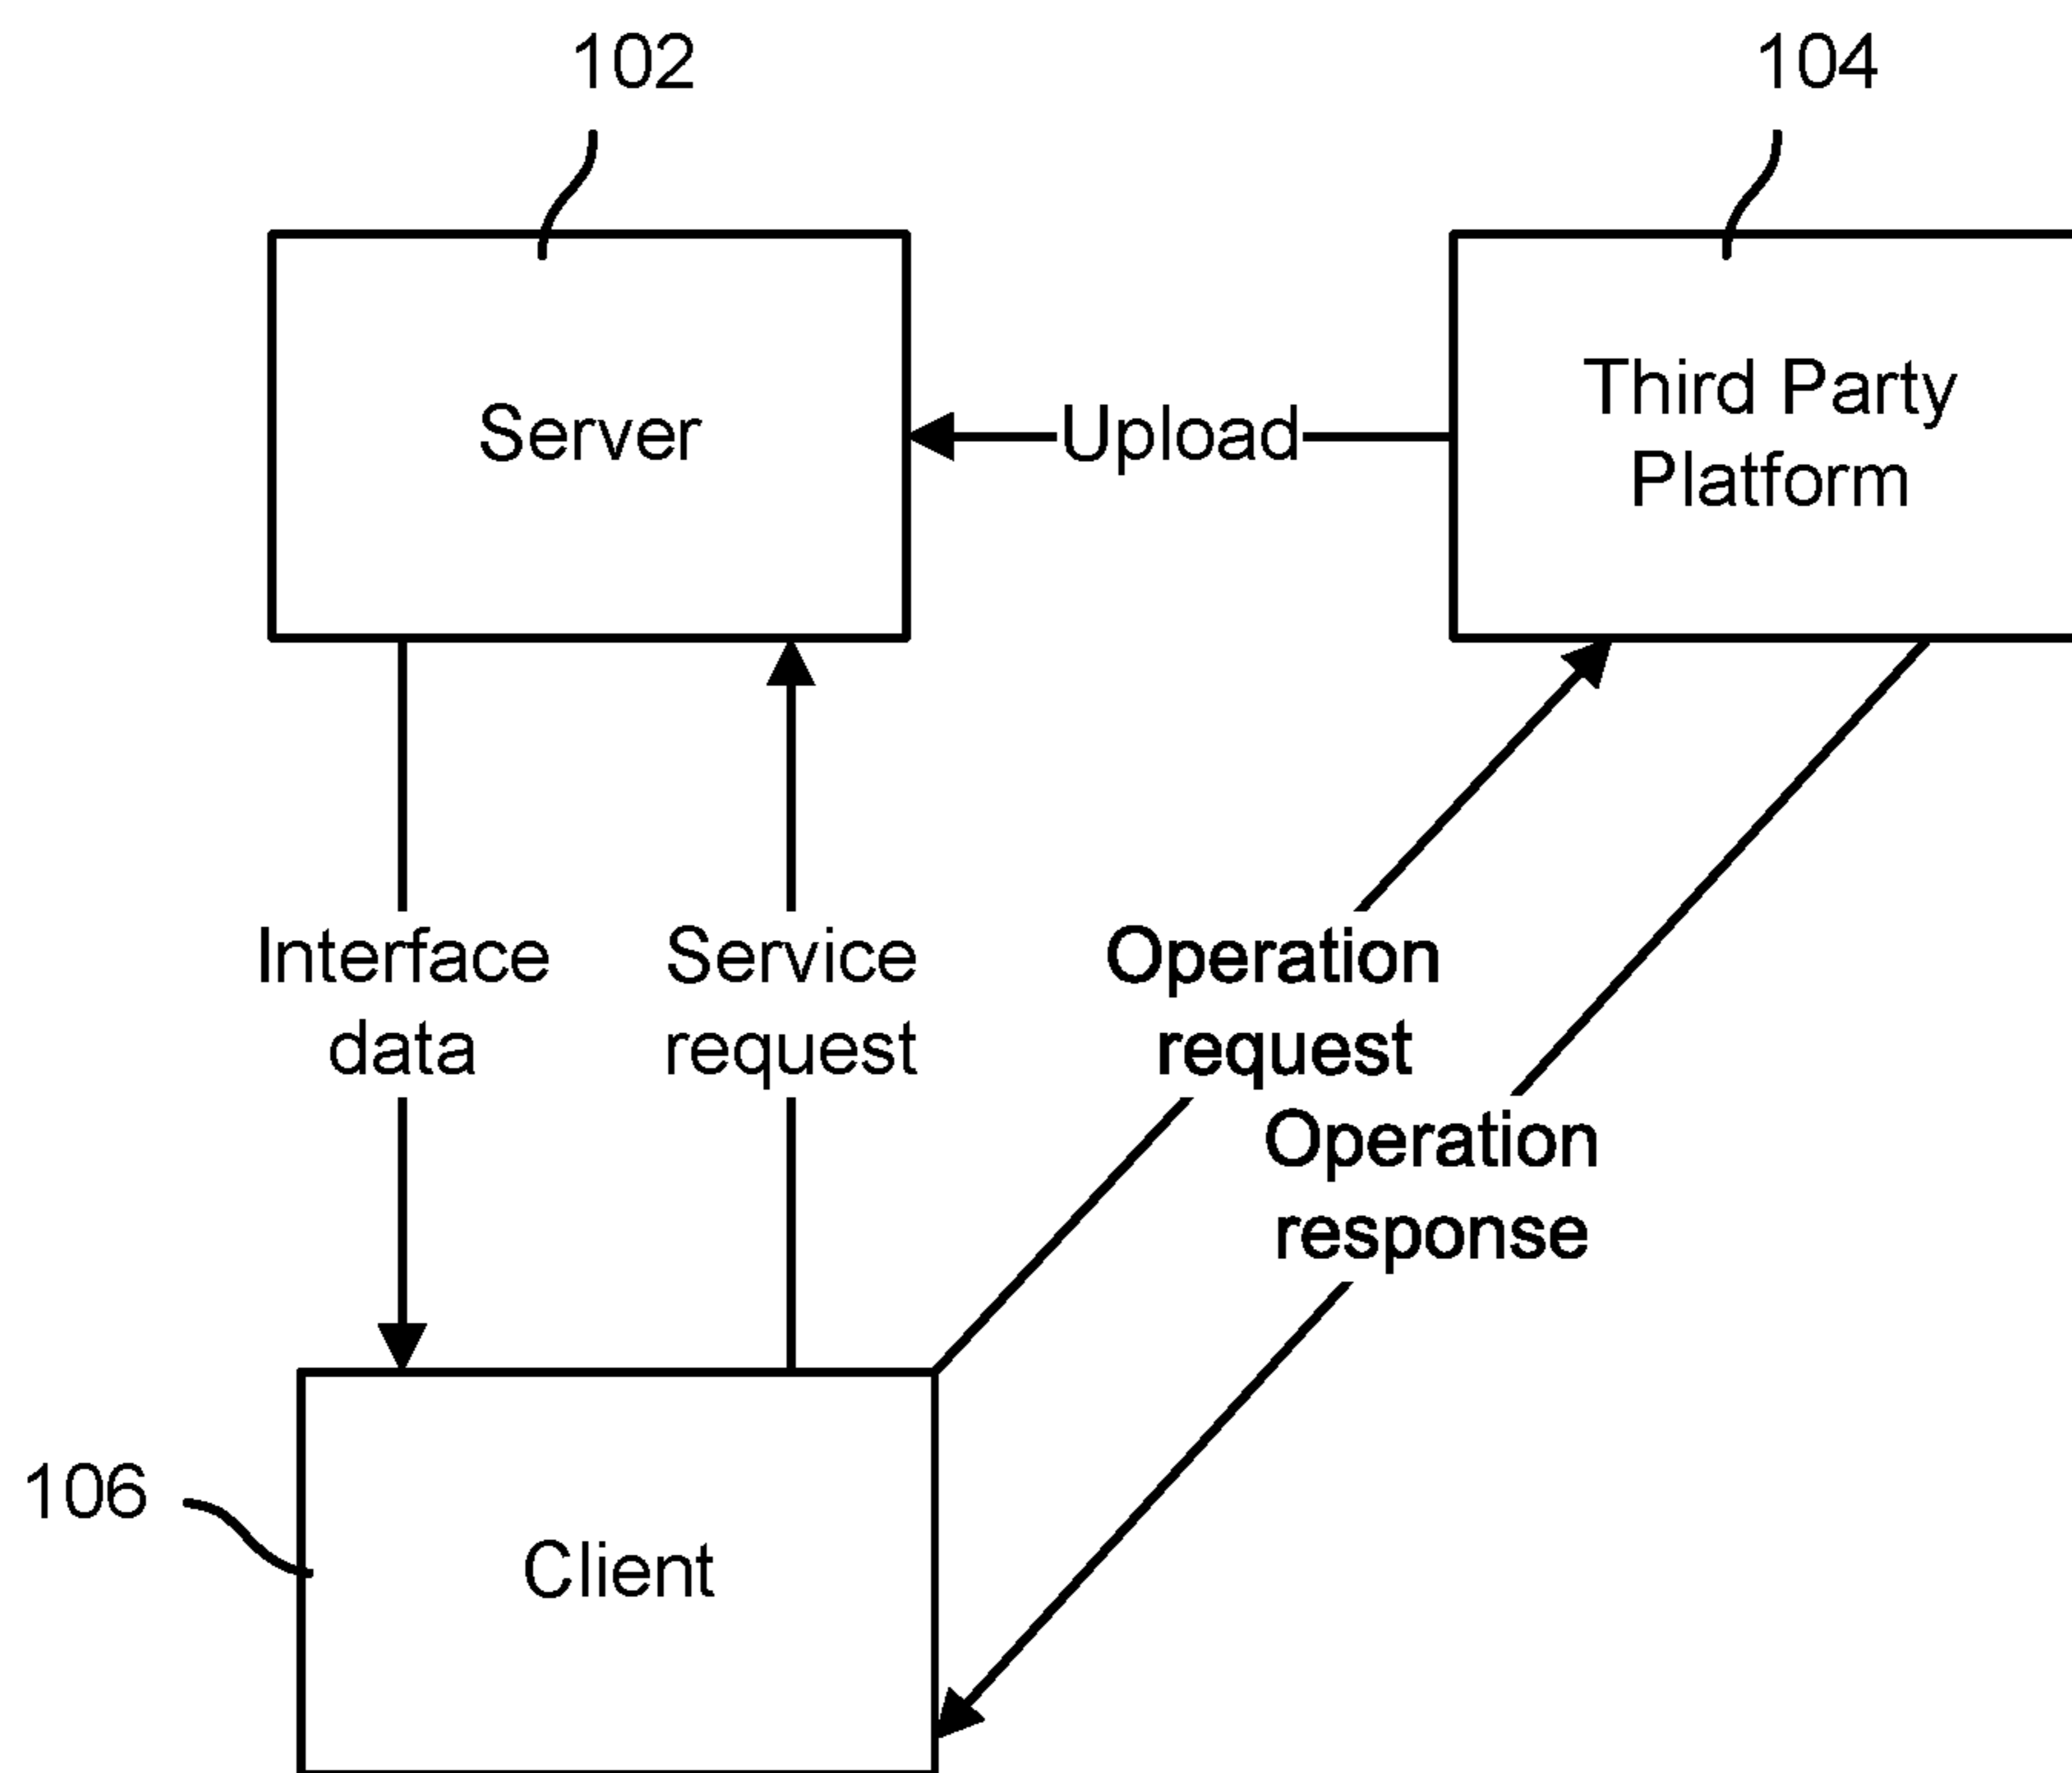 102
104
Server
Upload
Third Party
Platform
Interface
data
Service
request
Operation
request
Operation
response
106
Client